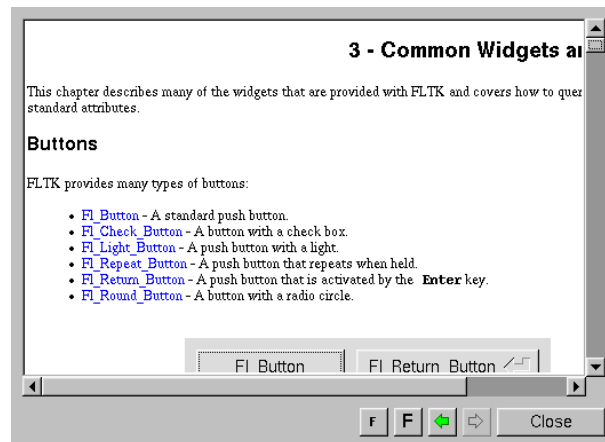 3 - Common Widgets
This chapter describes many of the widgets that are provided with FLTK and covers how to
standard attributes.
Buttons
FLTK provides many types of buttons:
• Fl_Button - A standard push button.
• Fl_Check_Button - A button with a check box.
• Fl_Light_Button - A push button with a light.
• Fl_Repeat_Button - A push button that repeats when held.
• Fl_Return_Button - A push button that is activated by the Enter key.
• Fl_Round_Button - A button with a radio circle.
Fl Button Fl Return Button
F F Close